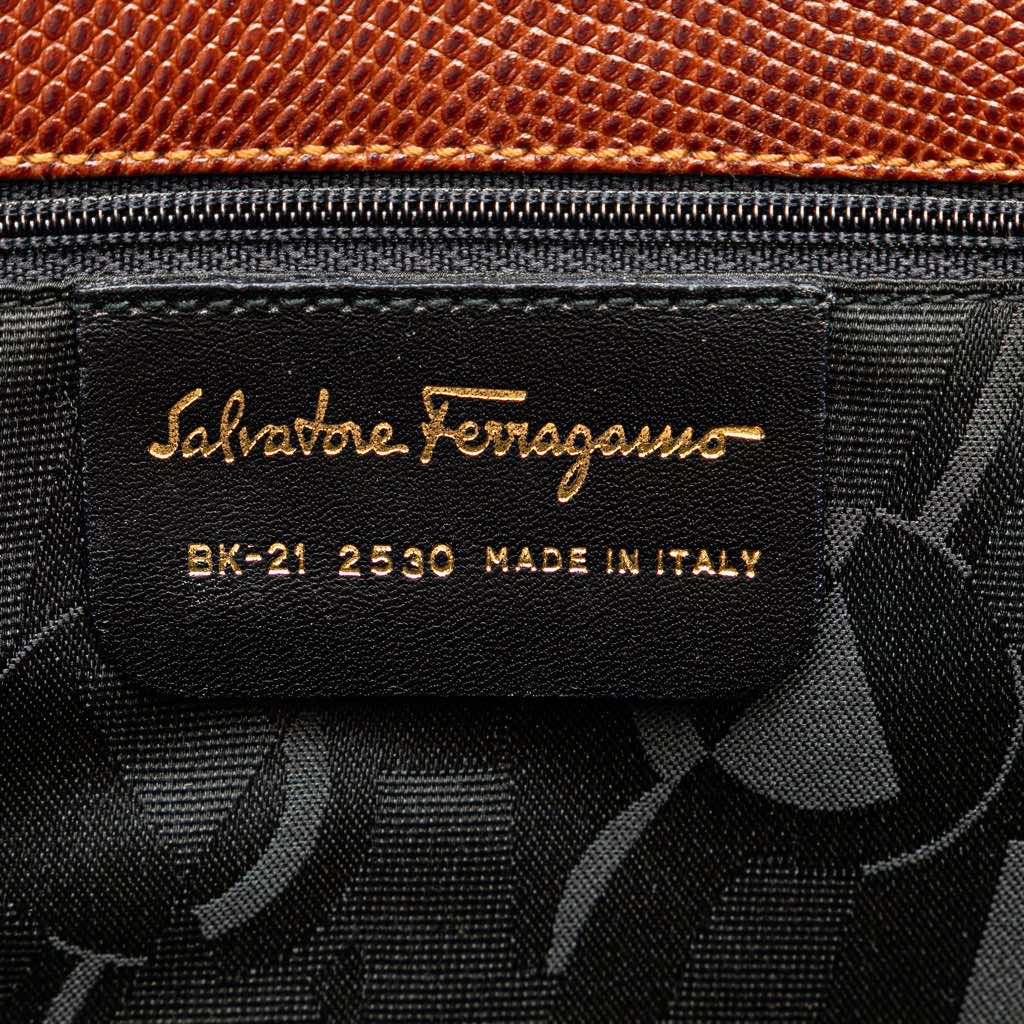 Salvatore Ferragamo
BK-21 2530 MADE IN ITALY